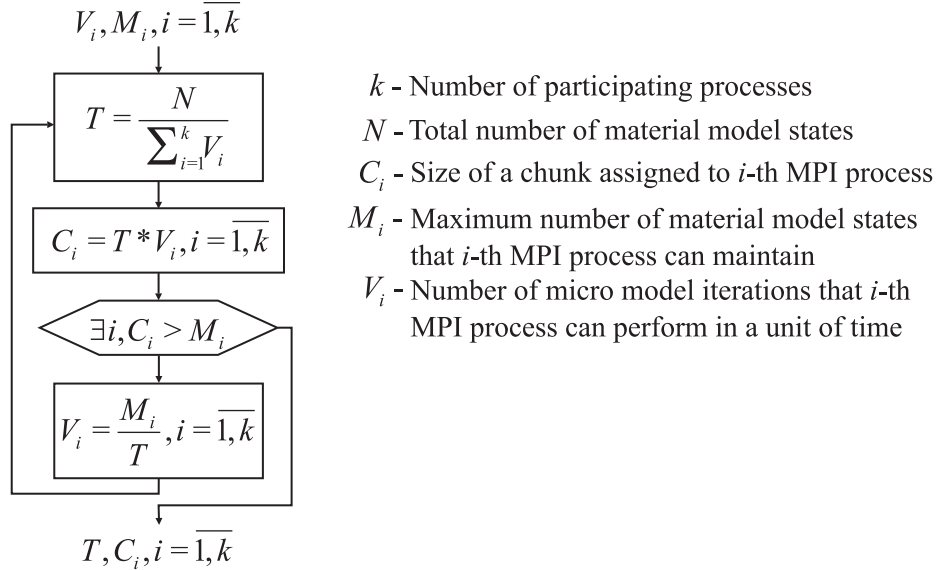 V_i, M_i, i = \overline{1,k}
T = \frac{N}{\sum_{i=1}^{k} V_i}
C_i = T * V_i, i = \overline{1,k}
∃i, C_i > M_i
V_i = \frac{M_i}{T}, i = \overline{1,k}
T, C_i, i = \overline{1,k}
k - Number of participating processes
N - Total number of material model states
C_i - Size of a chunk assigned to i-th MPI process
M_i - Maximum number of material model states
that i-th MPI process can maintain
V_i - Number of micro model iterations that i-th
MPI process can perform in a unit of time